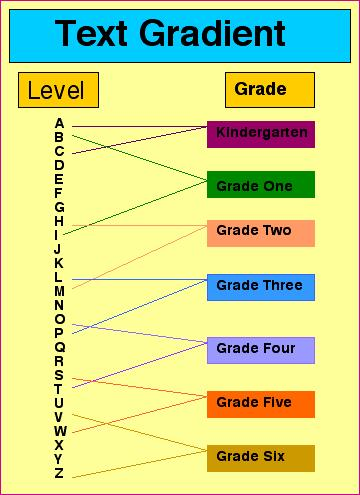 Text Gradient
Level
Grade
A
B
C
D
E
F
G
H
I
J
K
L
M
N
O
P
Q
R
S
T
U
V
W
X
Y
Z
Kindergarten
Grade One
Grade Two
Grade Three
Grade Four
Grade Five
Grade Six